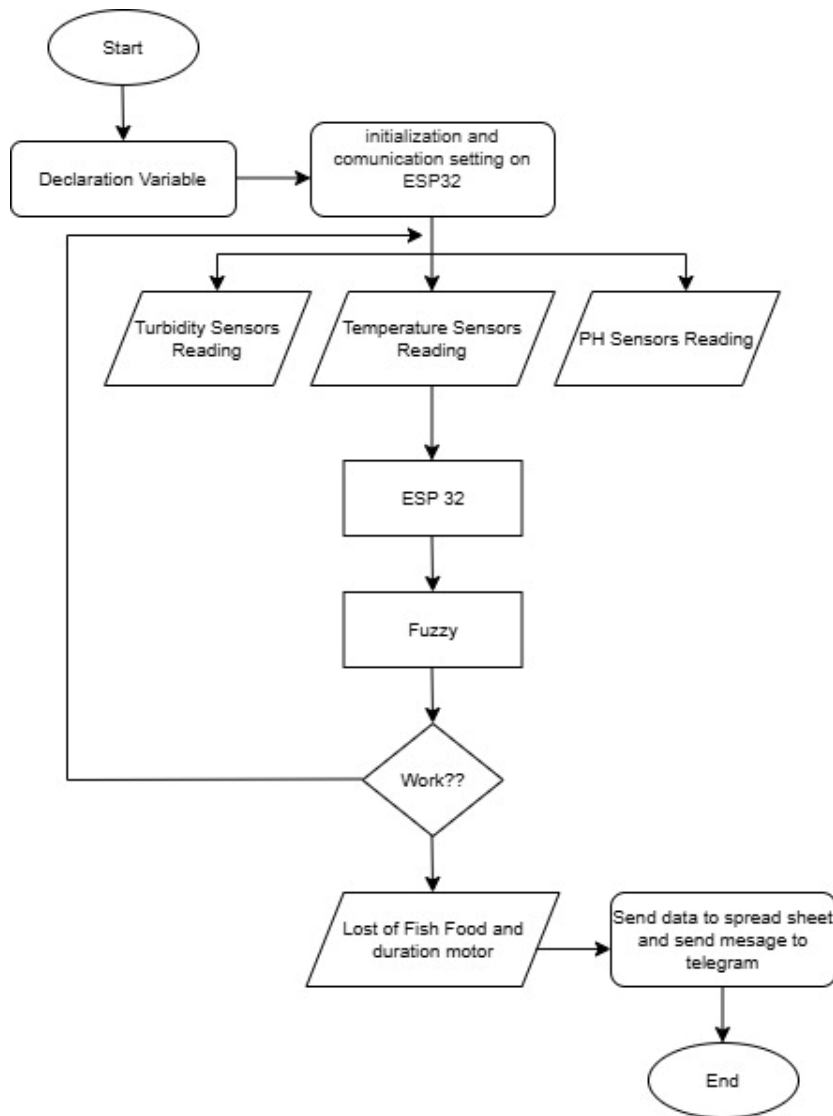 Start
Declaration Variable
initialization and
comunication setting on
ESP32
Turbidity Sensors
Reading
Temperature Sensors
Reading
PH Sensors Reading
ESP 32
Fuzzy
Work??
Lost of Fish Food and
duration motor
Send data to spread sheet
and send mesage to
telegram
End